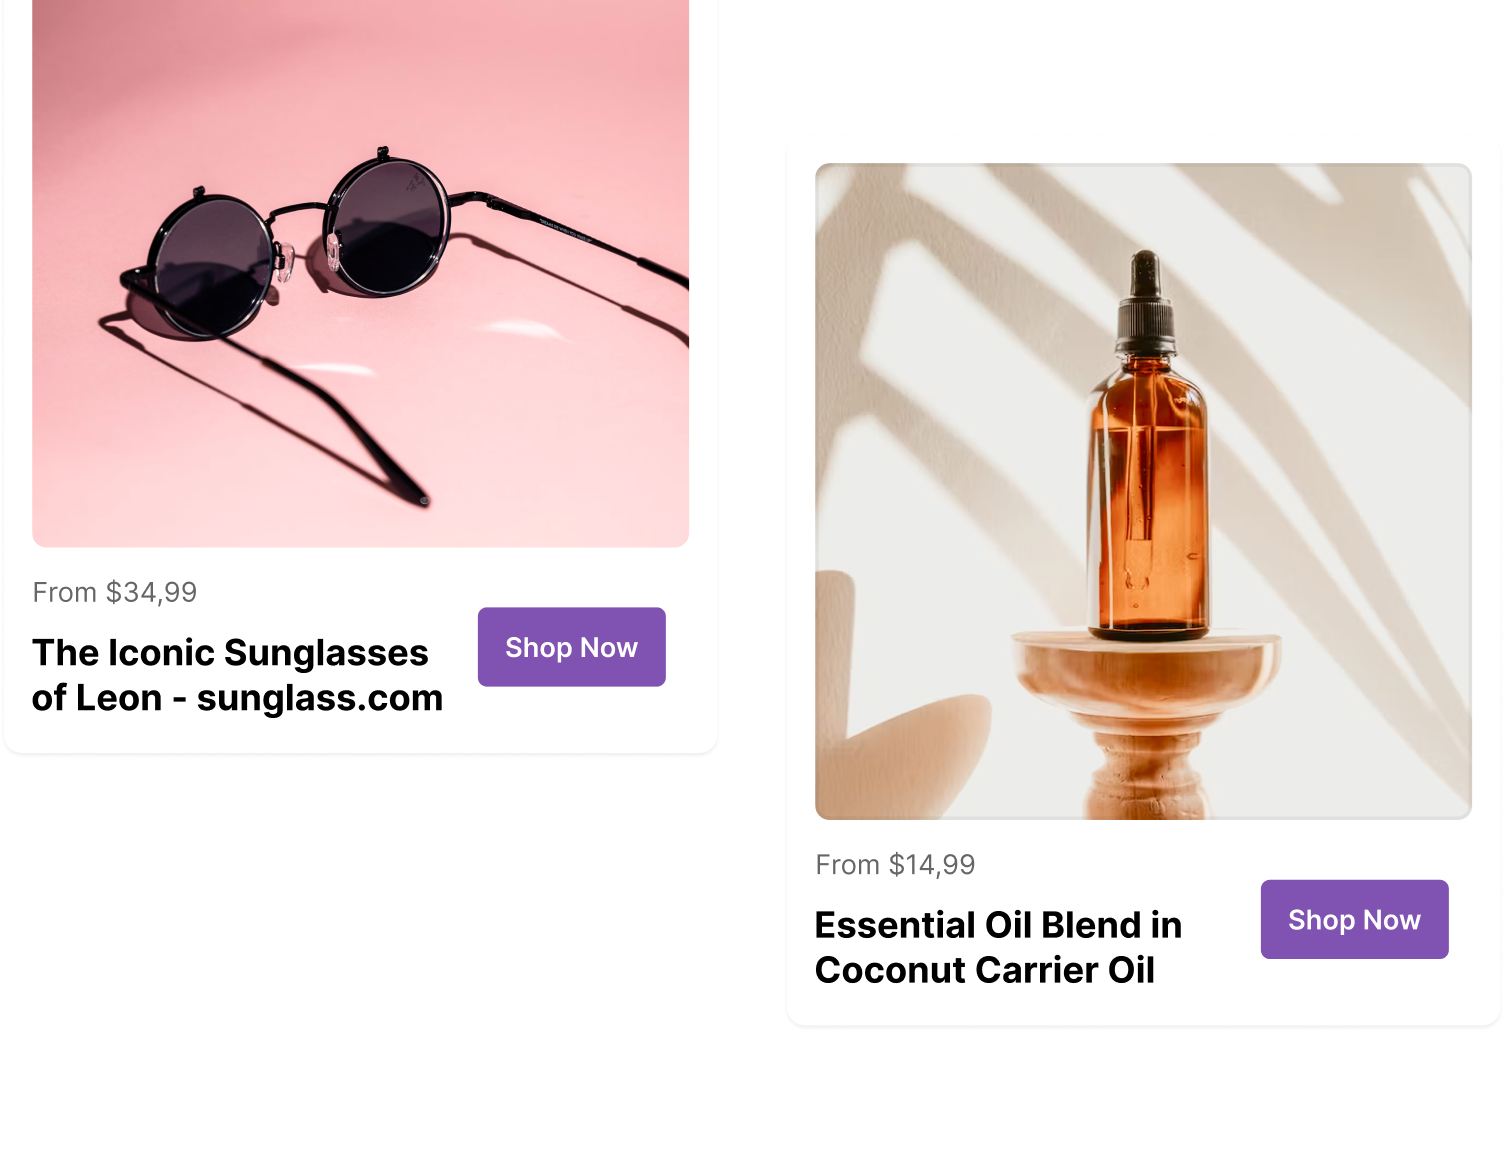 From $34,99
The Iconic Sunglasses
of Leon - sunglass.com
Shop Now
From $14,99
Essential Oil Blend in
Coconut Carrier Oil
Shop Now